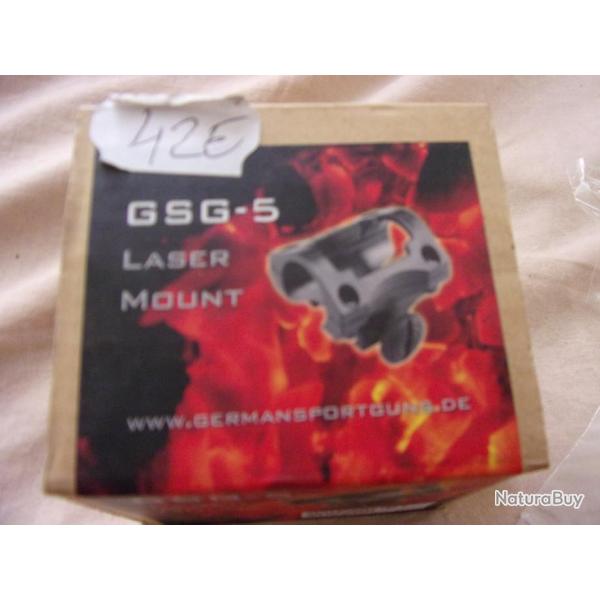 42E
GSG-5
LASER
MOUNT
WWW.GERMANSPORTGUNS.DE
NaturaBuy